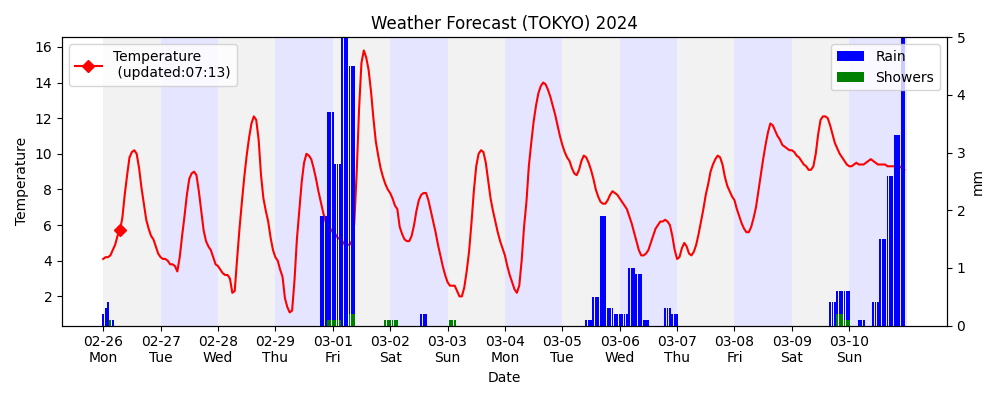 Weather Forecast (TOKYO) 2024
Temperature
(updated:07:13)
Rain
Showers
16
14
12
10
8
6
4
2
Temperature
5
4
3
2
1
0
mm
02-26 02-27 02-28 02-29 03-01 03-02 03-03 03-04 03-05 03-06 03-07 03-08 03-09 03-10
Mon Tue Wed Thu Fri Sat Sun Mon Tue Wed Thu Fri Sat Sun
Date